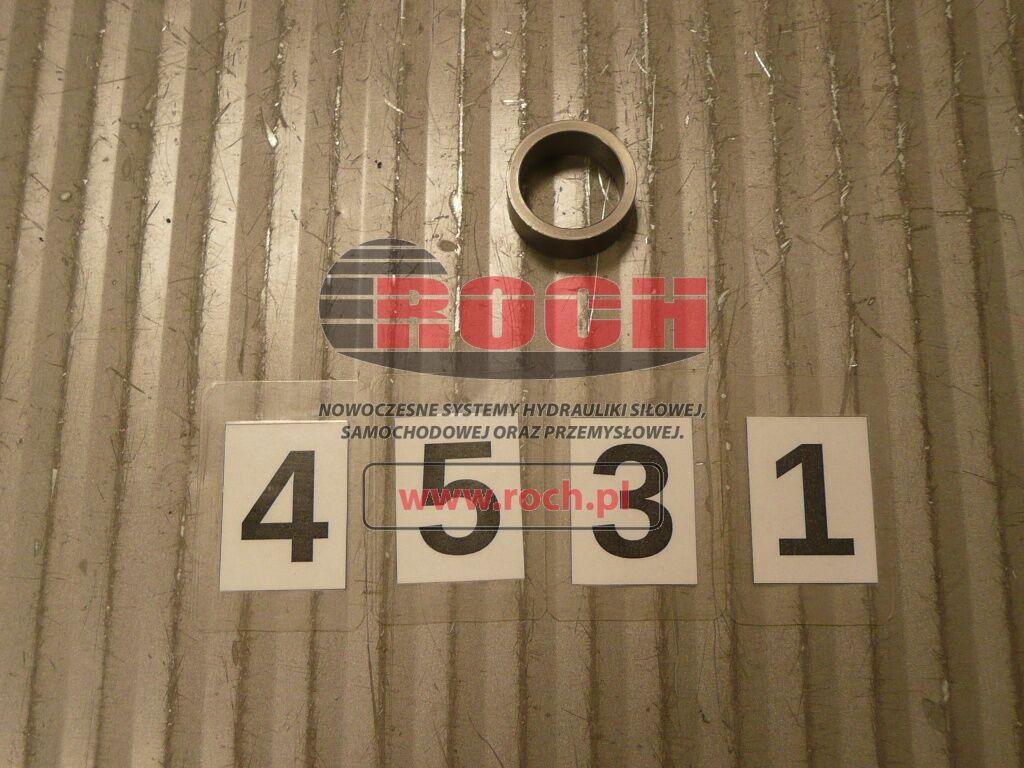 ROCH
NOWOCZESNE SYSTEMY HYDRAULIKI SIŁOWEJ,
SAMOCHODOWEJ ORAZ PRZEMYSŁOWEJ.
www.roch.pl
4 5 3 1